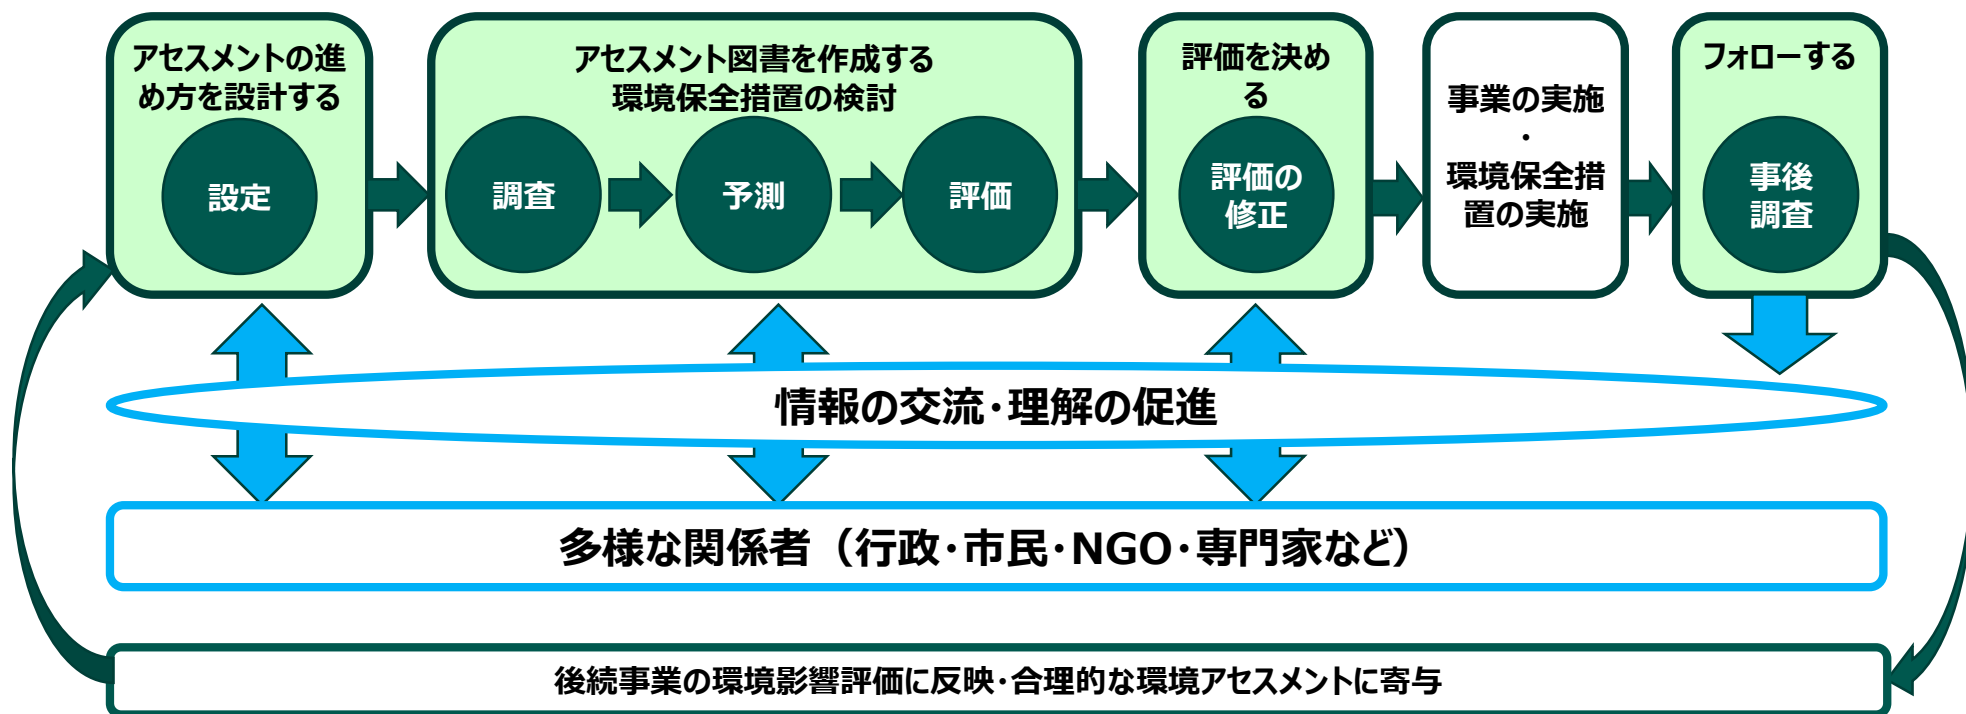 アセスメントの進
め方を設計する
設定
アセスメント図書を作成する
環境保全措置の検討
調査
予測
評価
評価を決め
る
評価の
修正
事業の実施
・
環境保全措
置の実施
フォローする
事後
調査
情報の交流・理解の促進
多様な関係者（行政・市民・NGO・専門家など）
後続事業の環境影響評価に反映・合理的な環境アセスメントに寄与